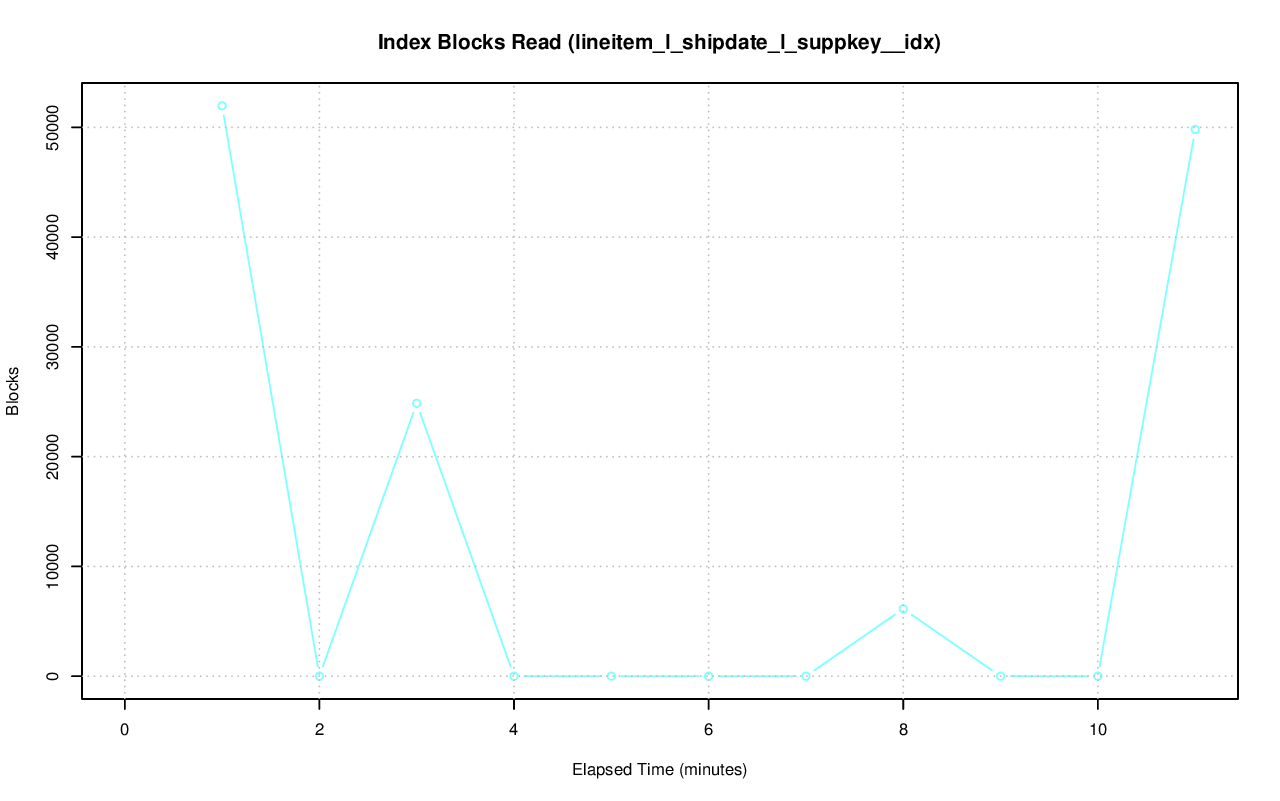 Index Blocks Read (lineitem_l_shipdate_l_suppkey__idx)
50000
40000
30000
20000
10000
0
Blocks
0 2 4 6 8 10
Elapsed Time (minutes)